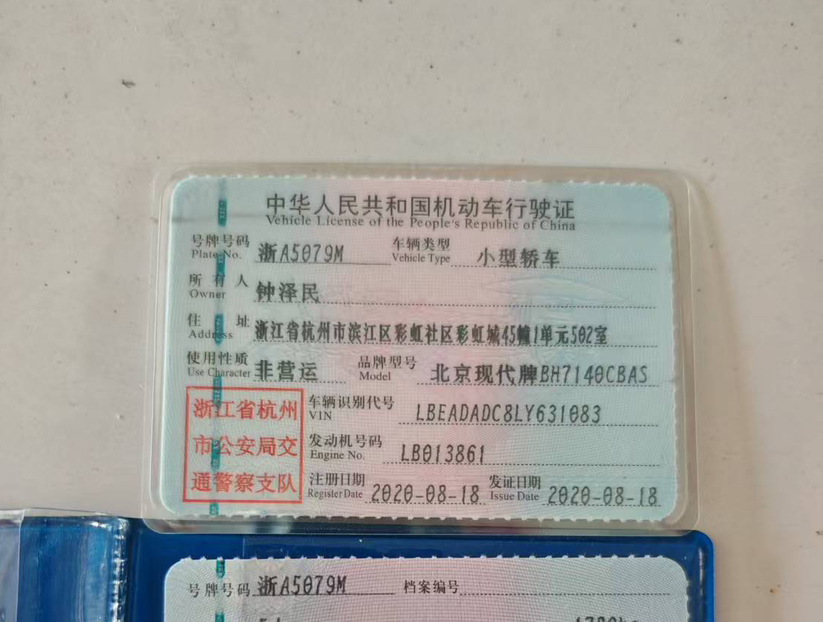 中华人民共和国机动车行驶证
Vehicle License of the People's Republic of China
号牌号码 浙A5079M 车辆类型 小型轿车
Plate No. Vehicle Type
所有人 钟泽民
Owner
住址 浙江省杭州市滨江区彩虹社区彩虹城45幢1单元502室
Address
使用性质 非营运 品牌型号 北京现代牌BH7140CBAS
Use Character Model
浙江省杭州 车辆识别代号 LBEADADC8LY631083
VIN
市公安局交 发动机号码 LB013861
Engine No.
通警察支队 注册日期 2020-08-18 发证日期 2020-08-18
Register Date Issue Date
号牌号码 浙A5079M 档案编号